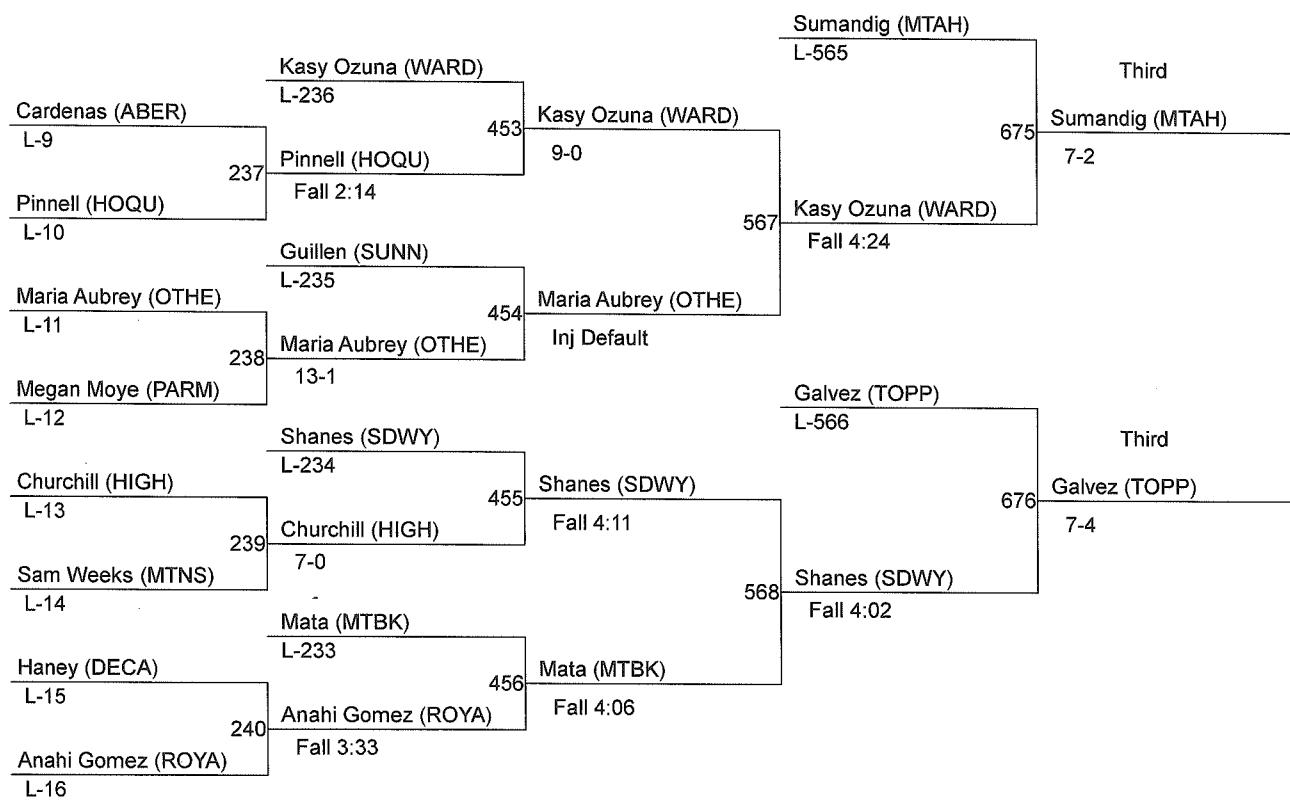 Cardenas (ABER)
L-9
237
Pinnell (HOQU)
L-10
Maria Aubrey (OTHE)
L-11
238
Megan Moye (PARM)
L-12
Churchill (HIGH)
L-13
239
Sam Weeks (MTNS)
L-14
Haney (DECA)
L-15
240
Anahi Gomez (ROYA)
L-16
Kasy Ozuna (WARD)
L-236
453
Pinnell (HOQU)
Fall 2:14
Guillen (SUNN)
L-235
454
Maria Aubrey (OTHE)
13-1
Shanes (SDWY)
L-234
455
Churchill (HIGH)
7-0
Mata (MTBK)
L-233
456
Anahi Gomez (ROYA)
Fall 3:33
Kasy Ozuna (WARD)
9-0
567
Maria Aubrey (OTHE)
Inj Default
Shanes (SDWY)
Fall 4:11
568
Mata (MTBK)
Fall 4:06
Sumandig (MTAH)
L-565
675
Kasy Ozuna (WARD)
Fall 4:24
Galvez (TOPP)
L-566
676
Shanes (SDWY)
Fall 4:02
Third
Sumandig (MTAH)
7-2
Third
Galvez (TOPP)
7-4